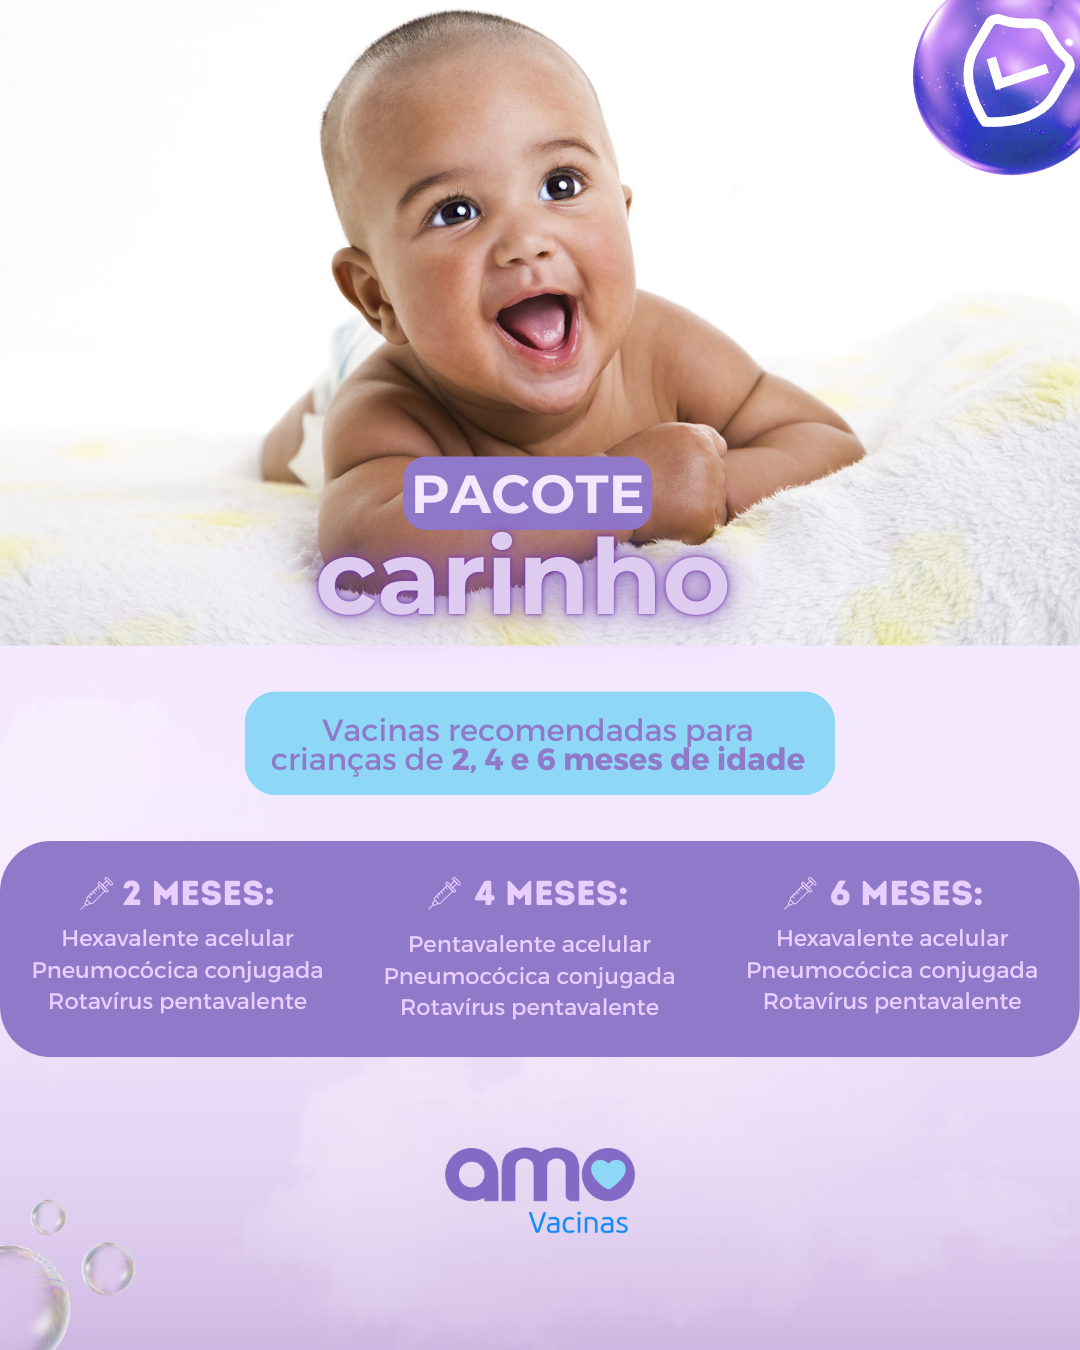 PACOTE
carinho
Vacinas recomendadas para
crianças de 2, 4 e 6 meses de idade
2 MESES:
Hexavalente acelular
Pneumocócica conjugada
Rotavírus pentavalente
4 MESES:
Pentavalente acelular
Pneumocócica conjugada
Rotavírus pentavalente
6 MESES:
Hexavalente acelular
Pneumocócica conjugada
Rotavírus pentavalente
amo
Vacinas